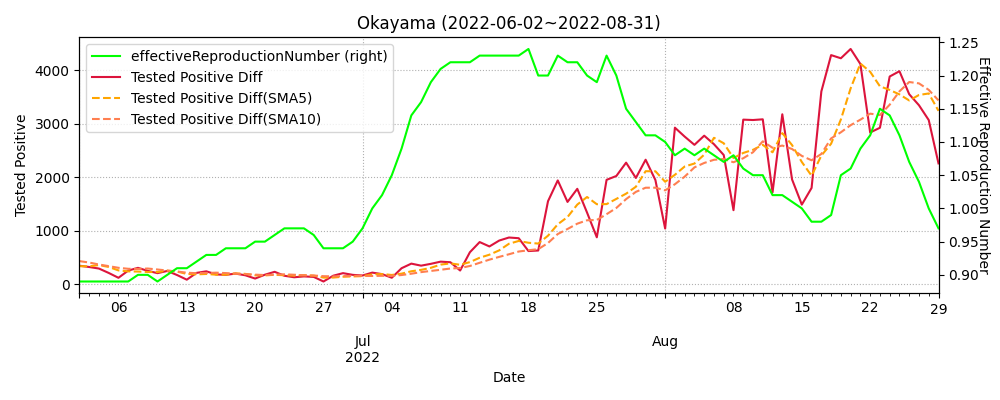 Okayama (2022-06-02~2022-08-31)
effectiveReproductionNumber (right)
Tested Positive Diff
Tested Positive Diff(SMA5)
Tested Positive Diff(SMA10)
Tested Positive
4000
3000
2000
1000
0
1.25
1.20
1.15
1.10
1.05
1.00
0.95
0.90
Effective Reproduction Number
06 13 20 27 04 11 18 25 08 15 22 29
Jul Aug
2022
Date